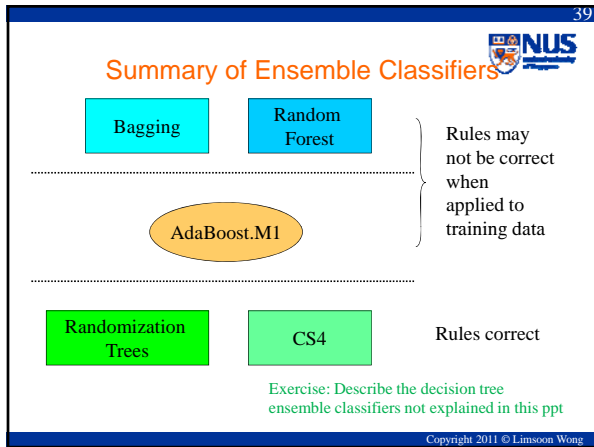 39
NUS
Summary of Ensemble Classifiers
Bagging
Random
Forest
Rules may
not be correct
when
applied to
training data
AdaBoost.M1
Randomization
Trees
CS4
Rules correct
Exercise: Describe the decision tree
ensemble classifiers not explained in this ppt
Copyright 2011 © Limsoon Wong